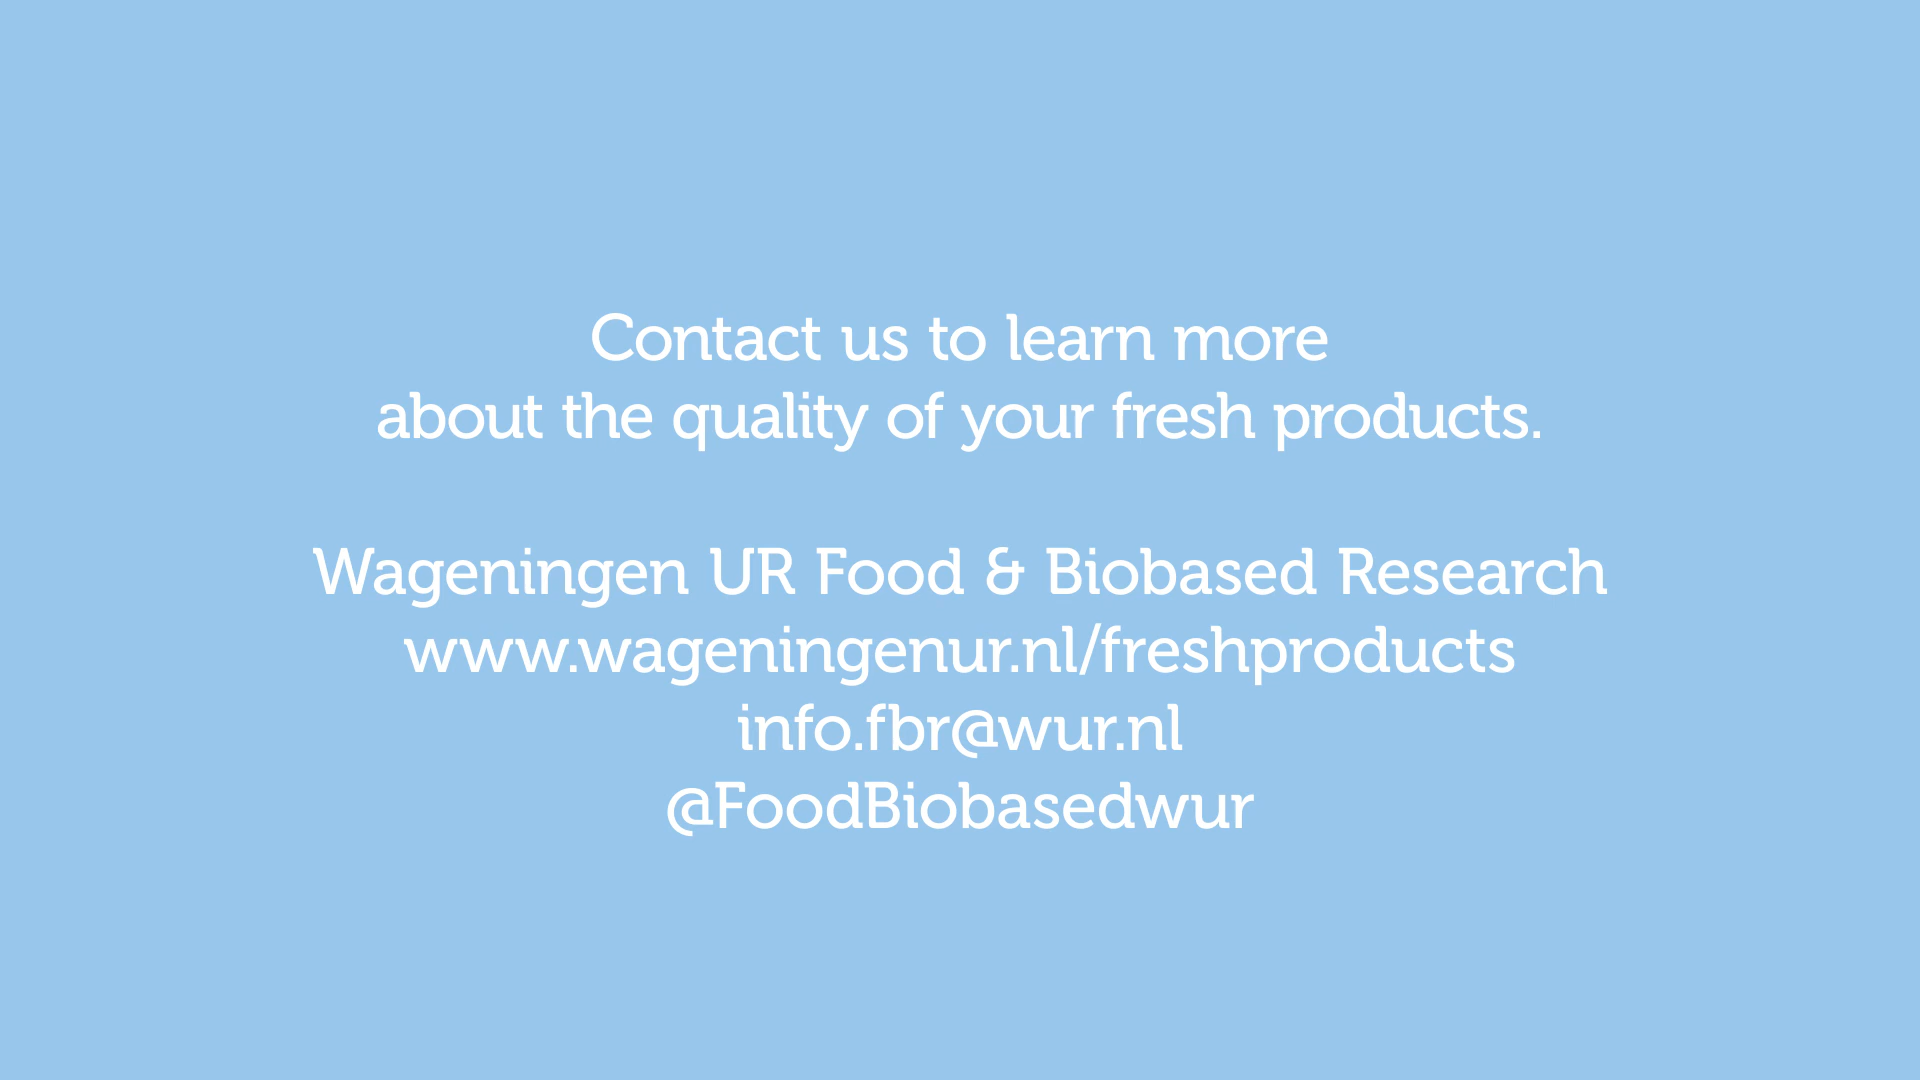 Contact us to learn more
about the quality of your fresh products.
Wageningen UR Food & Biobased Research
www.wageningenur.nl/freshproducts
info.fbr@wur.nl
@FoodBiobasedwur